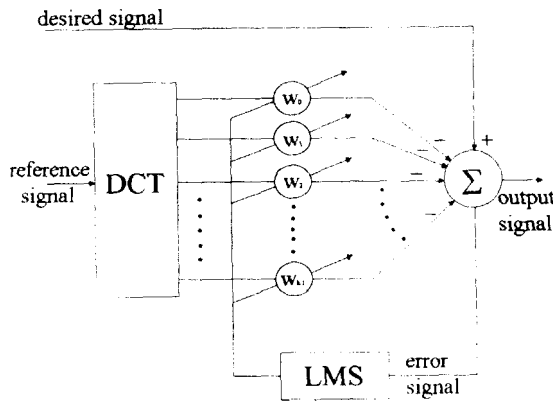 desired signal
W₀
+
−
W₁
−
reference
signal
DCT
W₂
−
Σ
output
signal
−
LMS
error
signal